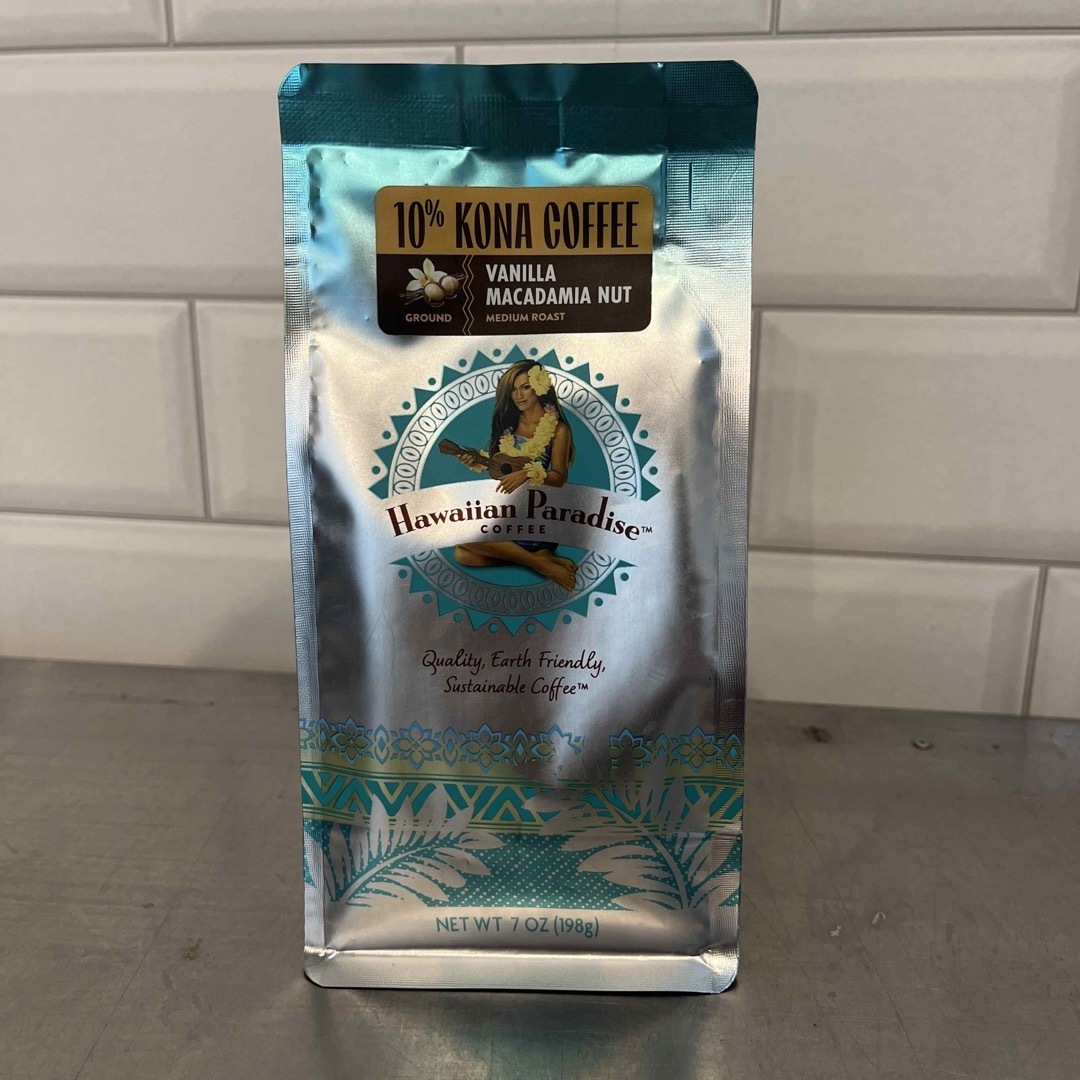 10% KONA COFFEE
VANILLA
MACADAMIA NUT
GROUND
MEDIUM ROAST
Hawaiian Paradise™
COFFEE
Quality, Earth Friendly,
Sustainable Coffee™
NET WT 7 OZ (198g)